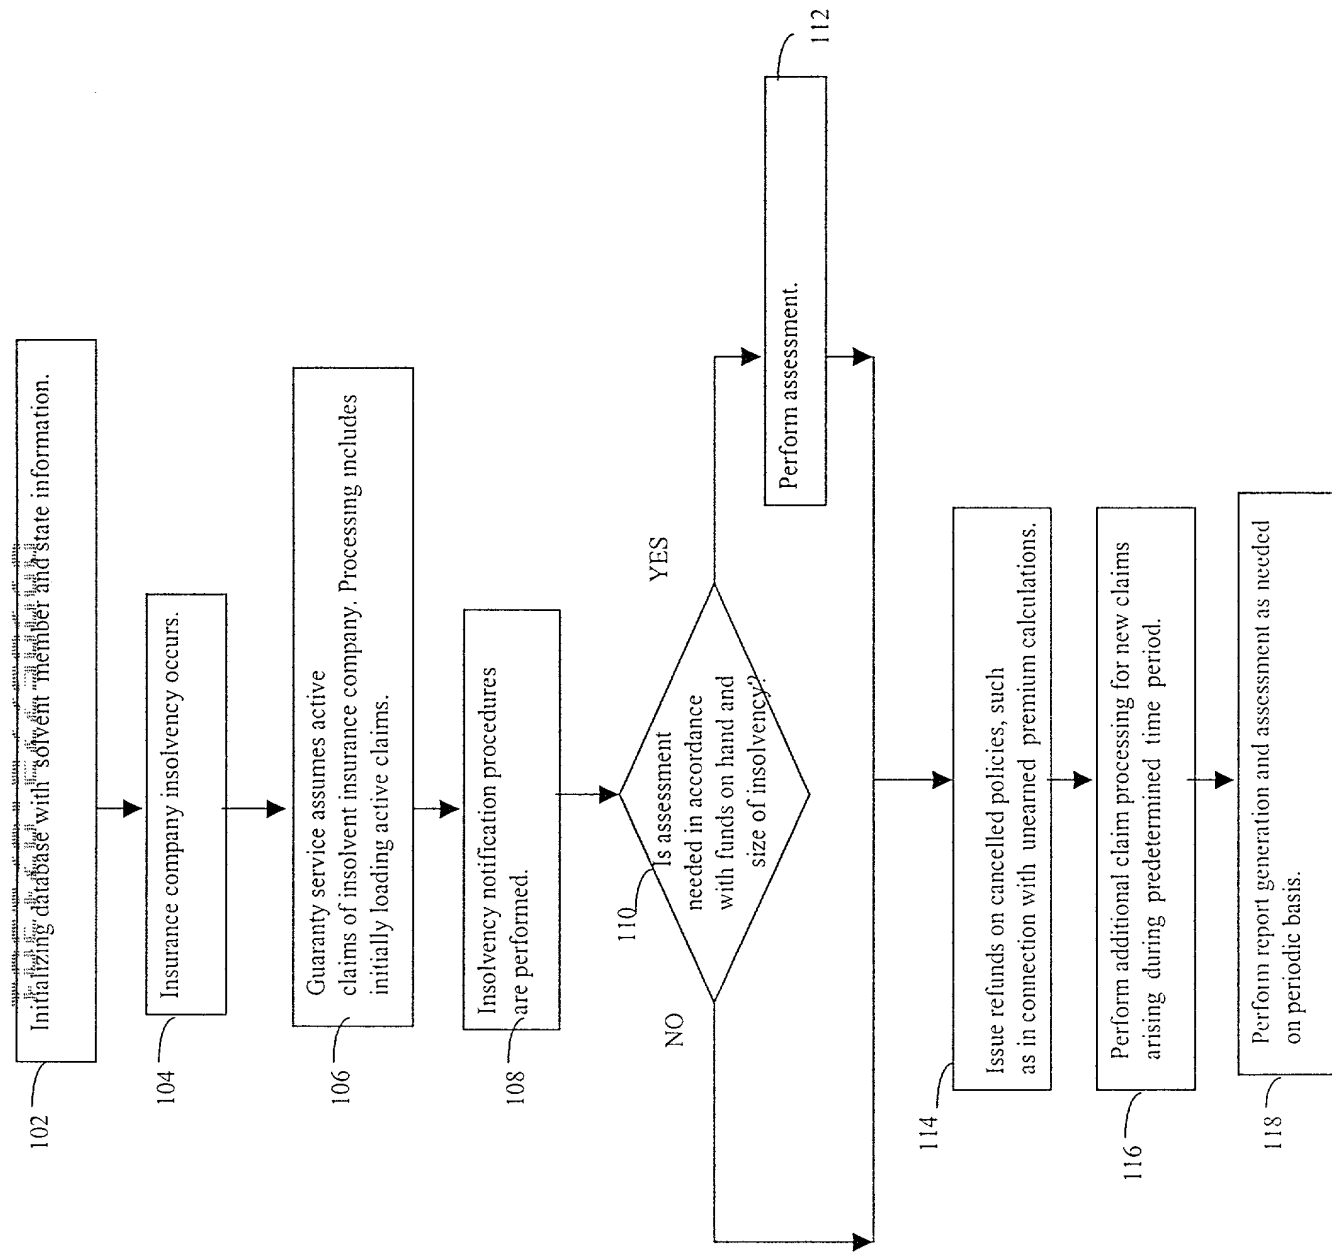 Initializing database with solvent member and state information.
102
Insurance company insolvency occurs.
104
Guaranty service assumes active
claims of insolvent insurance company. Processing includes
initially loading active claims.
106
Insolvency notification procedures
are performed.
108
110
Is assessment
needed in accordance
with funds on hand and
size of insolvency?
NO
YES
Perform assessment.
112
Issue refunds on cancelled policies, such
as in connection with unearned premium calculations.
114
Perform additional claim processing for new claims
arising during predetermined time period.
116
Perform report generation and assessment as needed
on periodic basis.
118